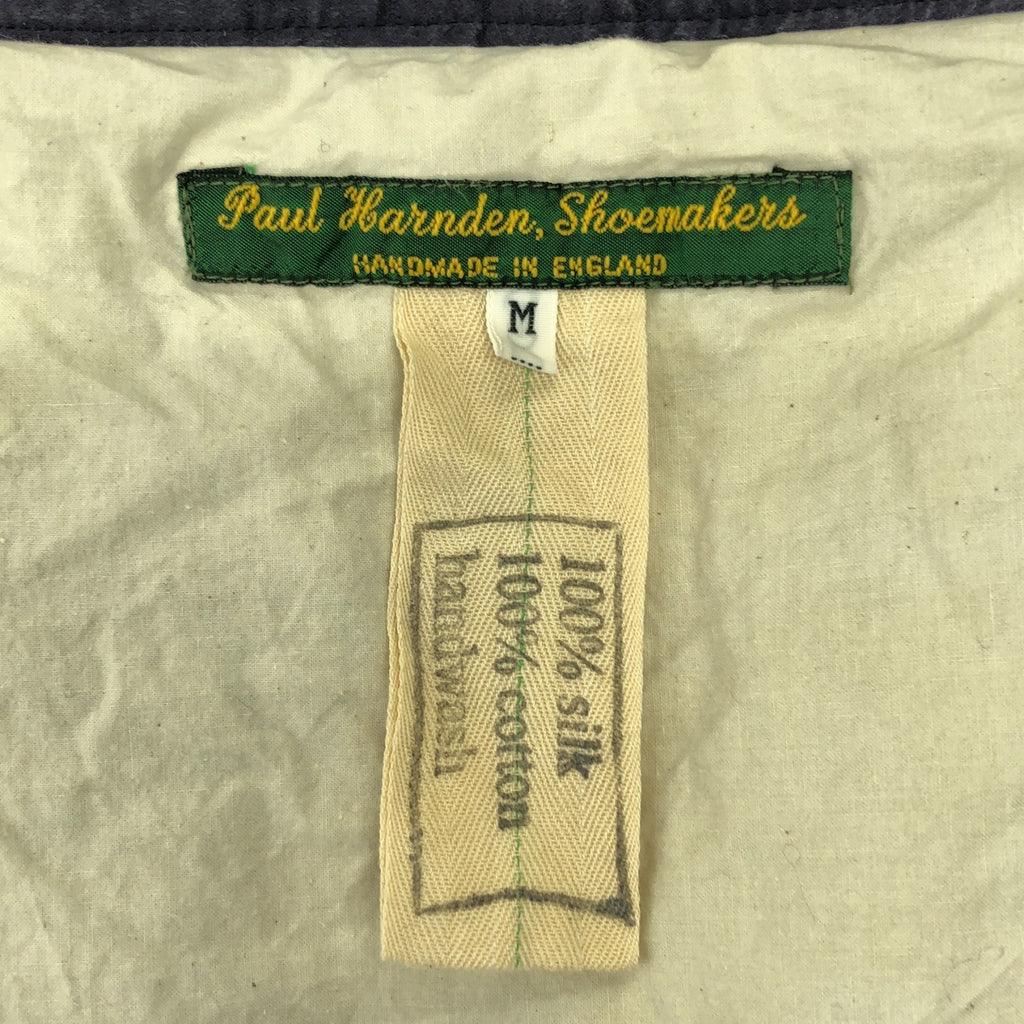 Paul Harnden, Shoemakers
HANDMADE IN ENGLAND
M
100% silk
100% cotton
handwash